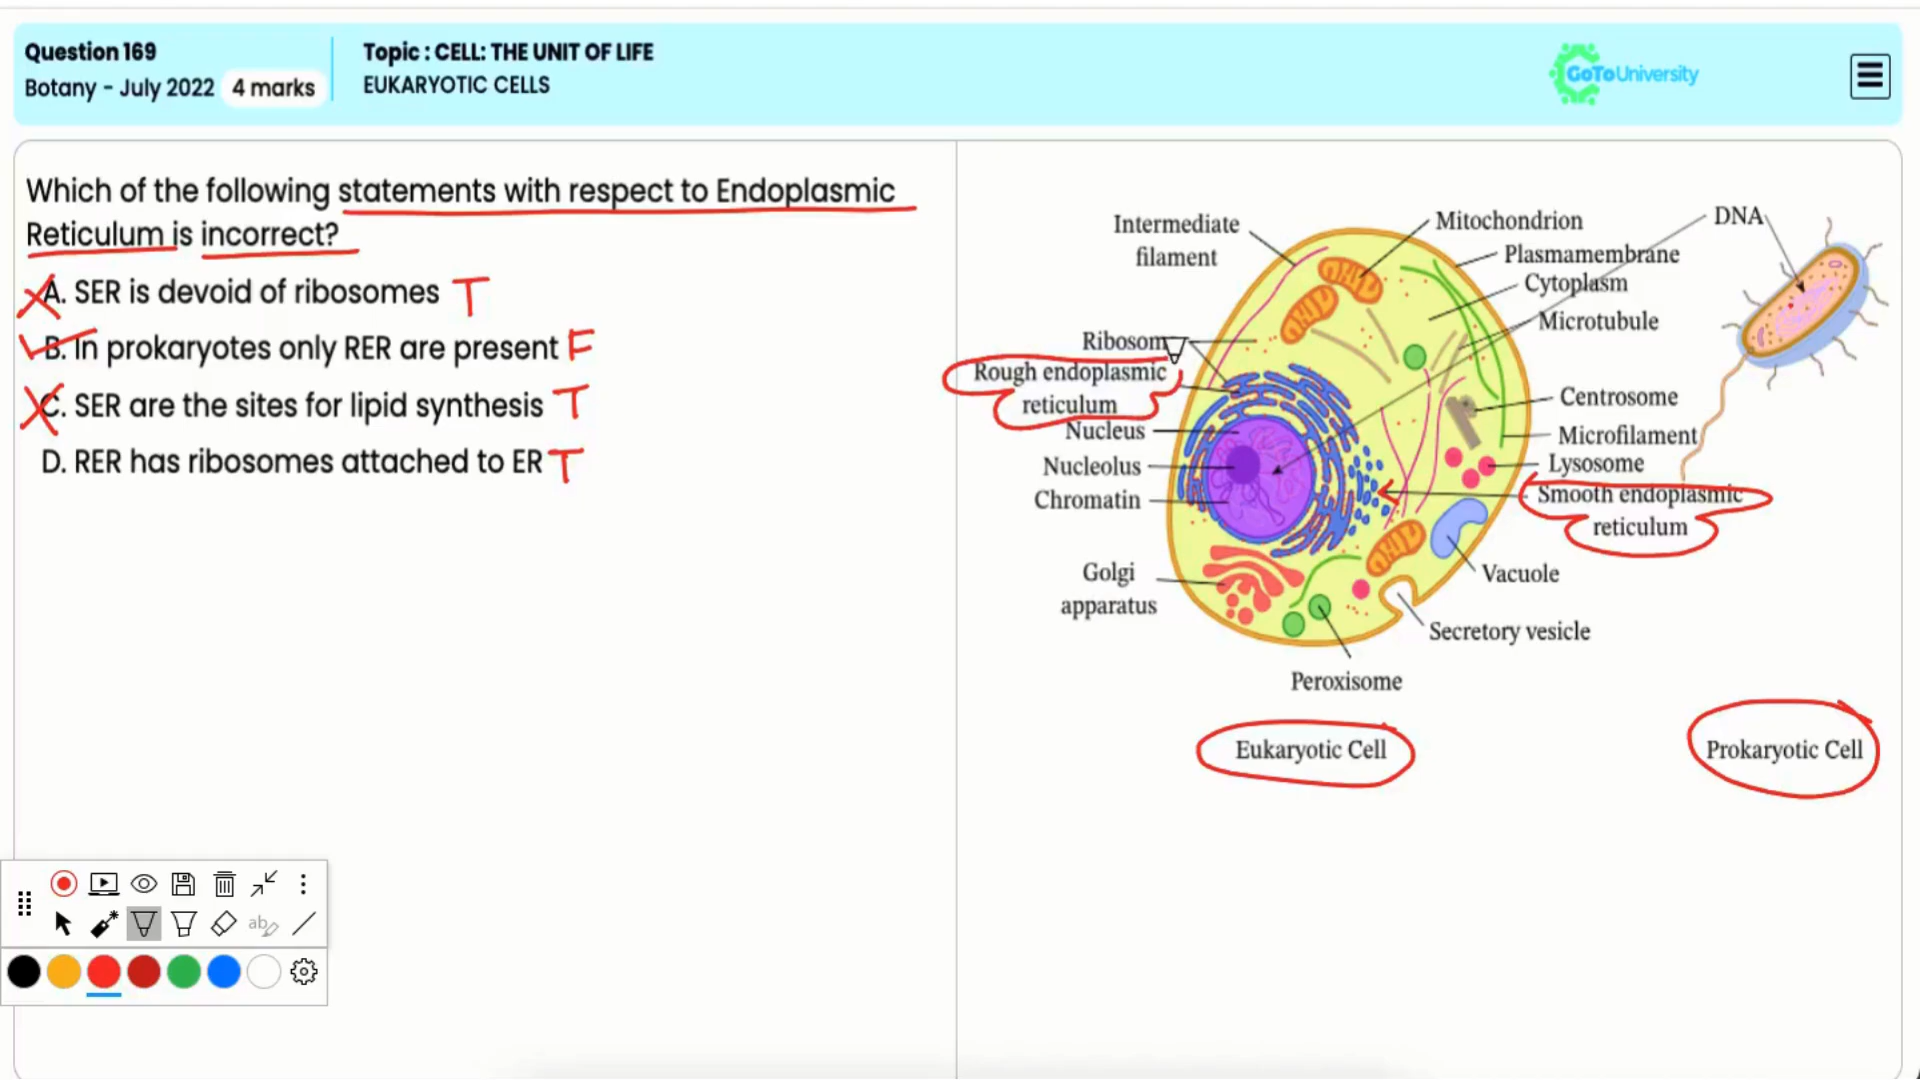 Question 169
Botany - July 2022 4 marks
Topic : CELL: THE UNIT OF LIFE
EUKARYOTIC CELLS
GoToUniversity
Which of the following statements with respect to Endoplasmic
Reticulum is incorrect?
A. SER is devoid of ribosomes T
B. In prokaryotes only RER are present F
C. SER are the sites for lipid synthesis T
D. RER has ribosomes attached to ER T
Intermediate
filament
Mitochondrion
DNA
Plasmamembrane
Cytoplasm
Microtubule
Ribosom
Rough endoplasmic
reticulum
Nucleus
Nucleolus
Chromatin
Centrosome
Microfilament
Lysosome
Smooth endoplasmic
reticulum
Golgi
apparatus
Vacuole
Secretory vesicle
Peroxisome
Eukaryotic Cell
Prokaryotic Cell
ab